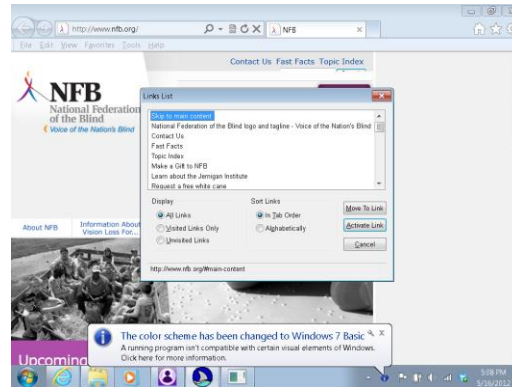 http://www.nfb.org/
NFB
File Edit View Favorites Tools Help
Contact Us Fast Facts Topic Index
NFB
National Federation
of the Blind
Voice of the Nation's Blind
Links List
Skip to main content
National Federation of the Blind logo and tagline - Voice of the Nation's Blind
Contact Us
Fast Facts
Topic Index
Make a Gift to NFB
Learn about the Jernigan Institute
Request a free white cane
Display
All Links
Visited Links Only
Unvisited Links
Sort Links
In Tab Order
Alphabetically
Move To Link
Activate Link
Cancel
http://www.nfb.org/#main-content
About NFB
Information About
Vision Loss For...
The color scheme has been changed to Windows 7 Basic
A running program isn't compatible with certain visual elements of Windows.
Click here for more information.
Upcoming
5:08 PM
5/16/2012